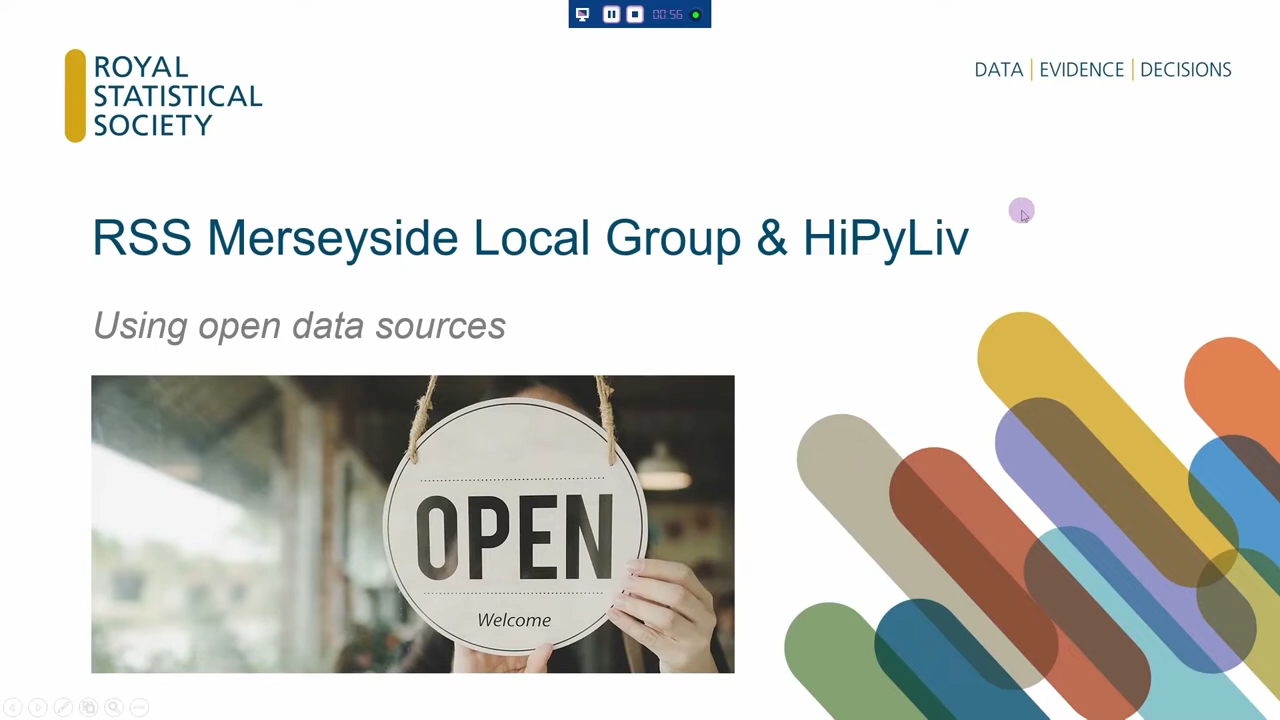 00:56
ROYAL
STATISTICAL
SOCIETY
DATA | EVIDENCE | DECISIONS
RSS Merseyside Local Group & HiPyLiv
Using open data sources
OPEN
Welcome